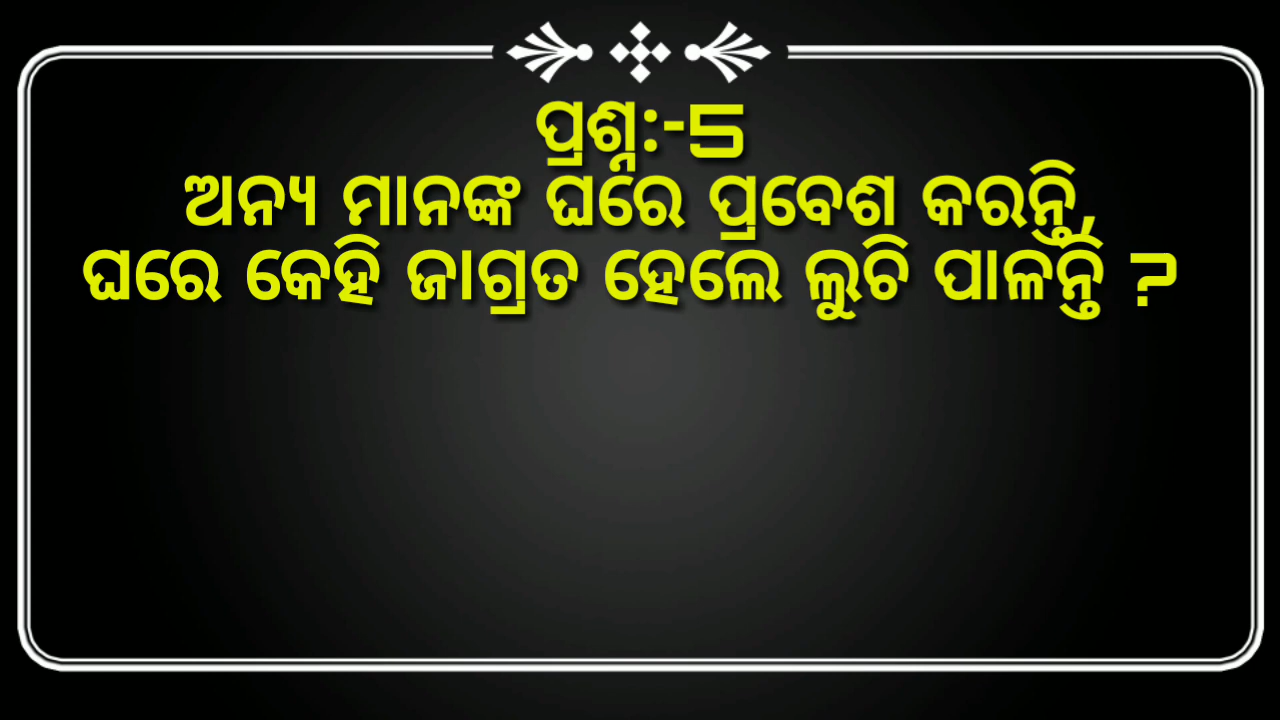 ପ୍ରଶ୍ନ:-5
ଅନ୍ୟ ମାନଙ୍କ ଘରେ ପ୍ରବେଶ କରନ୍ତି,
ଘରେ କେହି ଜାଗ୍ରତ ହେଲେ ଲୁଚି ପାଳନ୍ତି ?